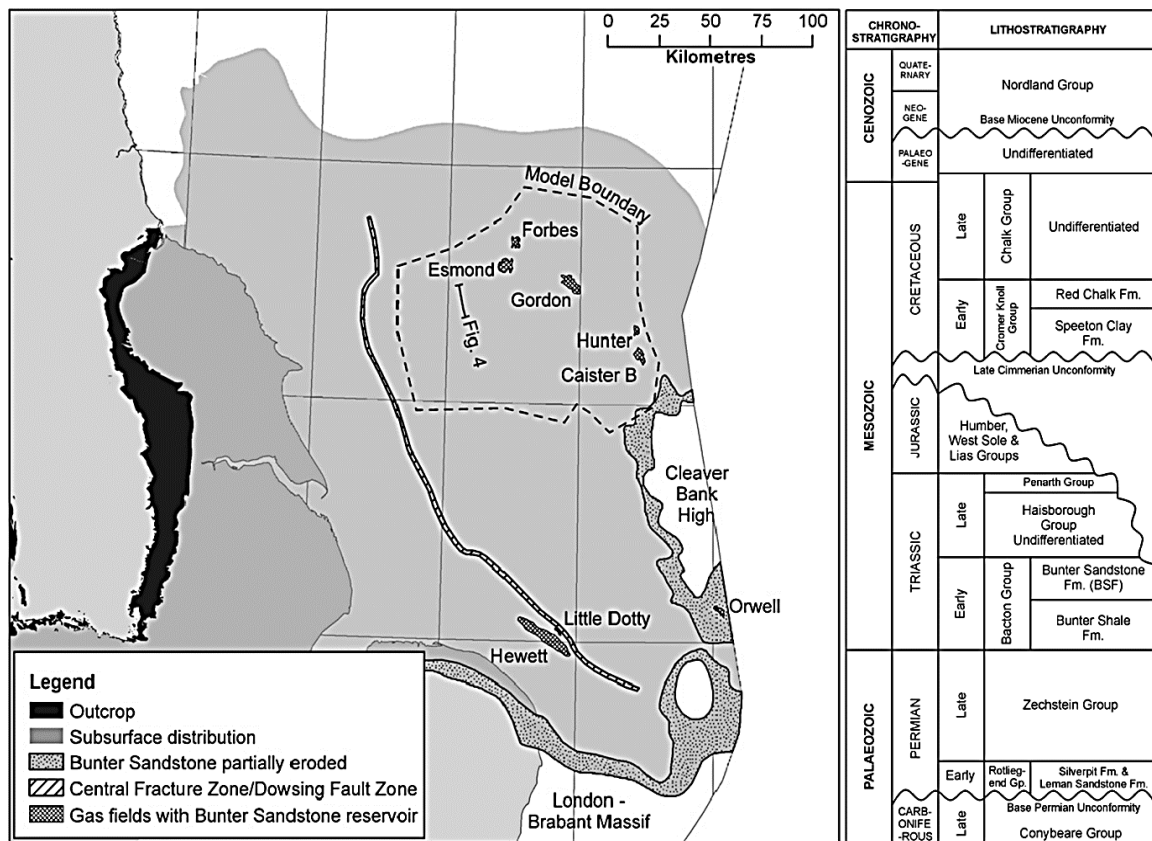 0 25 50 100
Kilometres
Model Boundary
Forbes
Esmond
Gordon
Fig. 4
Hunter
Caister B
Cleaver
Bank
High
Orwell
Little Dotty
Hewett
London -
Brabant Massif
Legend
Outcrop
Subsurface distribution
Bunter Sandstone partially eroded
Central Fracture Zone/Dowsing Fault Zone
Gas fields with Bunter Sandstone reservoir
CHRONO-
STRATIGRAPHY
LITHOSTRATIGRAPHY
CENOZOIC
QUATE-
RNARY
NEO-
GENE
PALAEO
-GENE
Nordland Group
Base Miocene Unconformity
Undifferentiated
MESOZOIC
CRETACEOUS
Late
Chalk Group
Undifferentiated
Early
Cromer Knoll
Group
Red Chalk Fm.
Speeton Clay
Fm.
Late Cimmerian Unconformity
JURASSIC
Humber,
West Sole &
Lias Groups
TRIASSIC
Late
Penarth Group
Haisborough
Group
Undifferentiated
Early
Bacton Group
Bunter Sandstone
Fm. (BSF)
Bunter Shale
Fm.
PALAEOZOIC
PERMIAN
Late
Zechstein Group
Early
Rotlieg-
end Gp.
Silverpit Fm. &
Leman Sandstone Fm.
Base Permian Unconformity
CARB-
ONIFE
-ROUS
Late
Conybeare Group